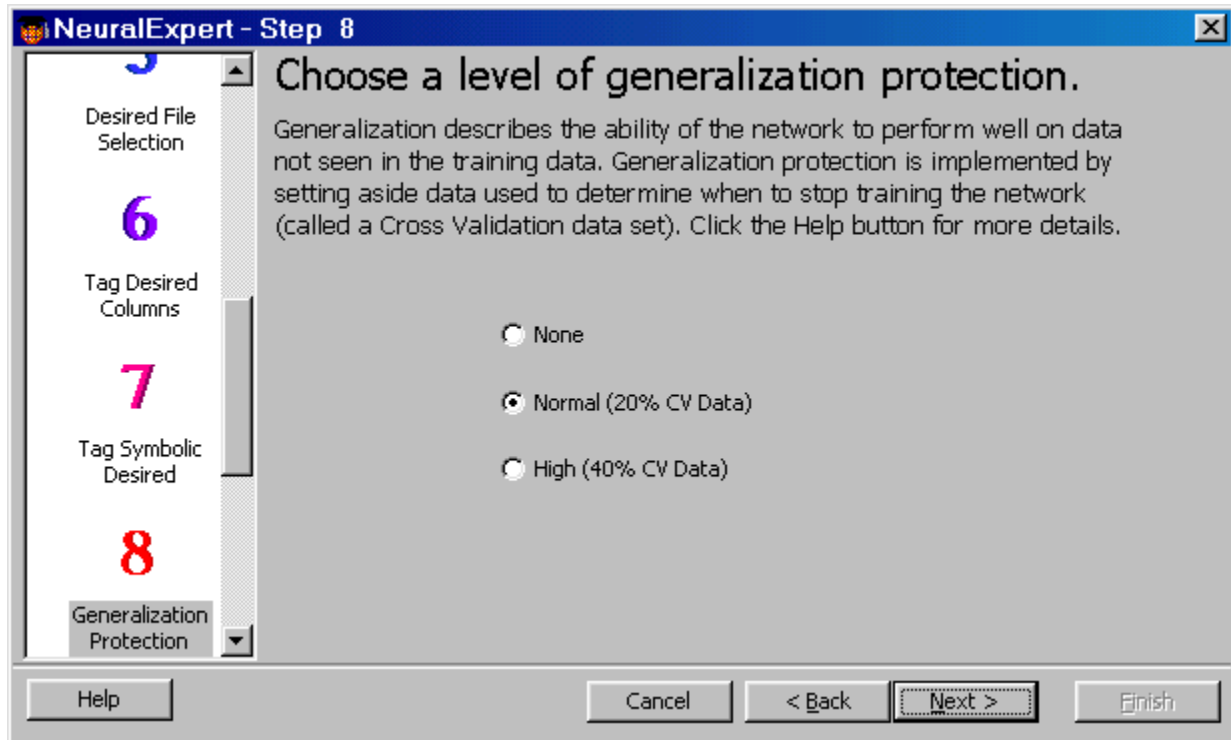 NeuralExpert - Step 8
Desired File
Selection
6
Tag Desired
Columns
7
Tag Symbolic
Desired
8
Generalization
Protection
Choose a level of generalization protection.
Generalization describes the ability of the network to perform well on data
not seen in the training data. Generalization protection is implemented by
setting aside data used to determine when to stop training the network
(called a Cross Validation data set). Click the Help button for more details.
None
Normal (20% CV Data)
High (40% CV Data)
Help
Cancel
< Back
Next >
Finish